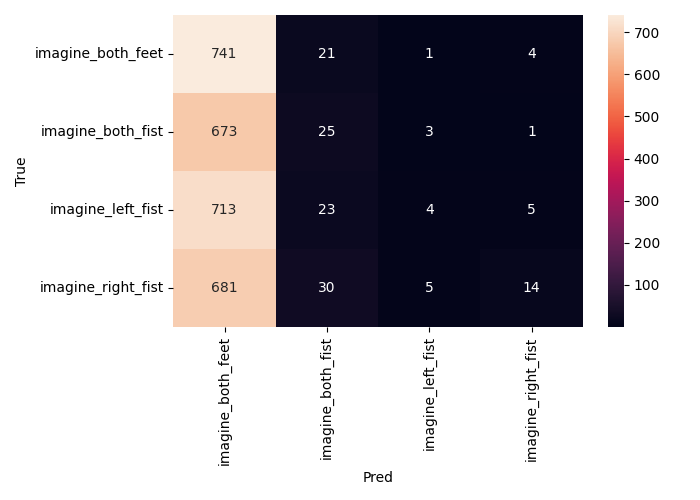 True
imagine_both_feet 741 21 1 4
imagine_both_fist 673 25 3 1
imagine_left_fist 713 23 4 5
imagine_right_fist 681 30 5 14
imagine_both_feet
imagine_both_fist
imagine_left_fist
imagine_right_fist
Pred
700
600
500
400
300
200
100